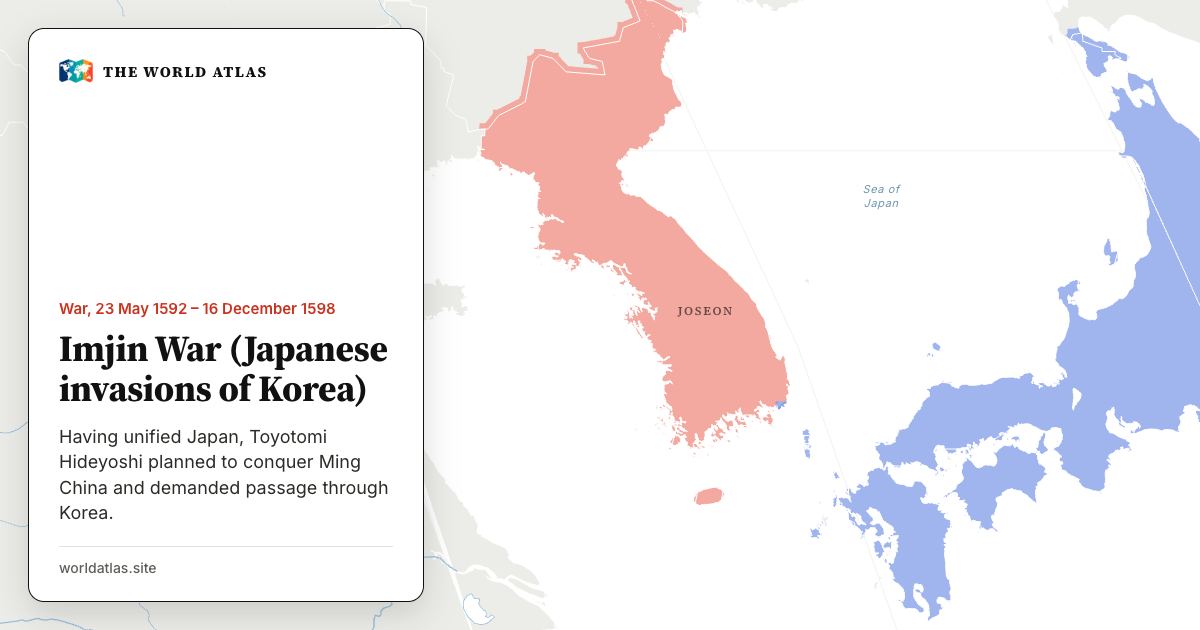 THE WORLD ATLAS
War, 23 May 1592 – 16 December 1598
Imjin War (Japanese
invasions of Korea)
Having unified Japan, Toyotomi
Hideyoshi planned to conquer Ming
China and demanded passage through
Korea.
worldatlas.site
Sea of
Japan
JOSEON